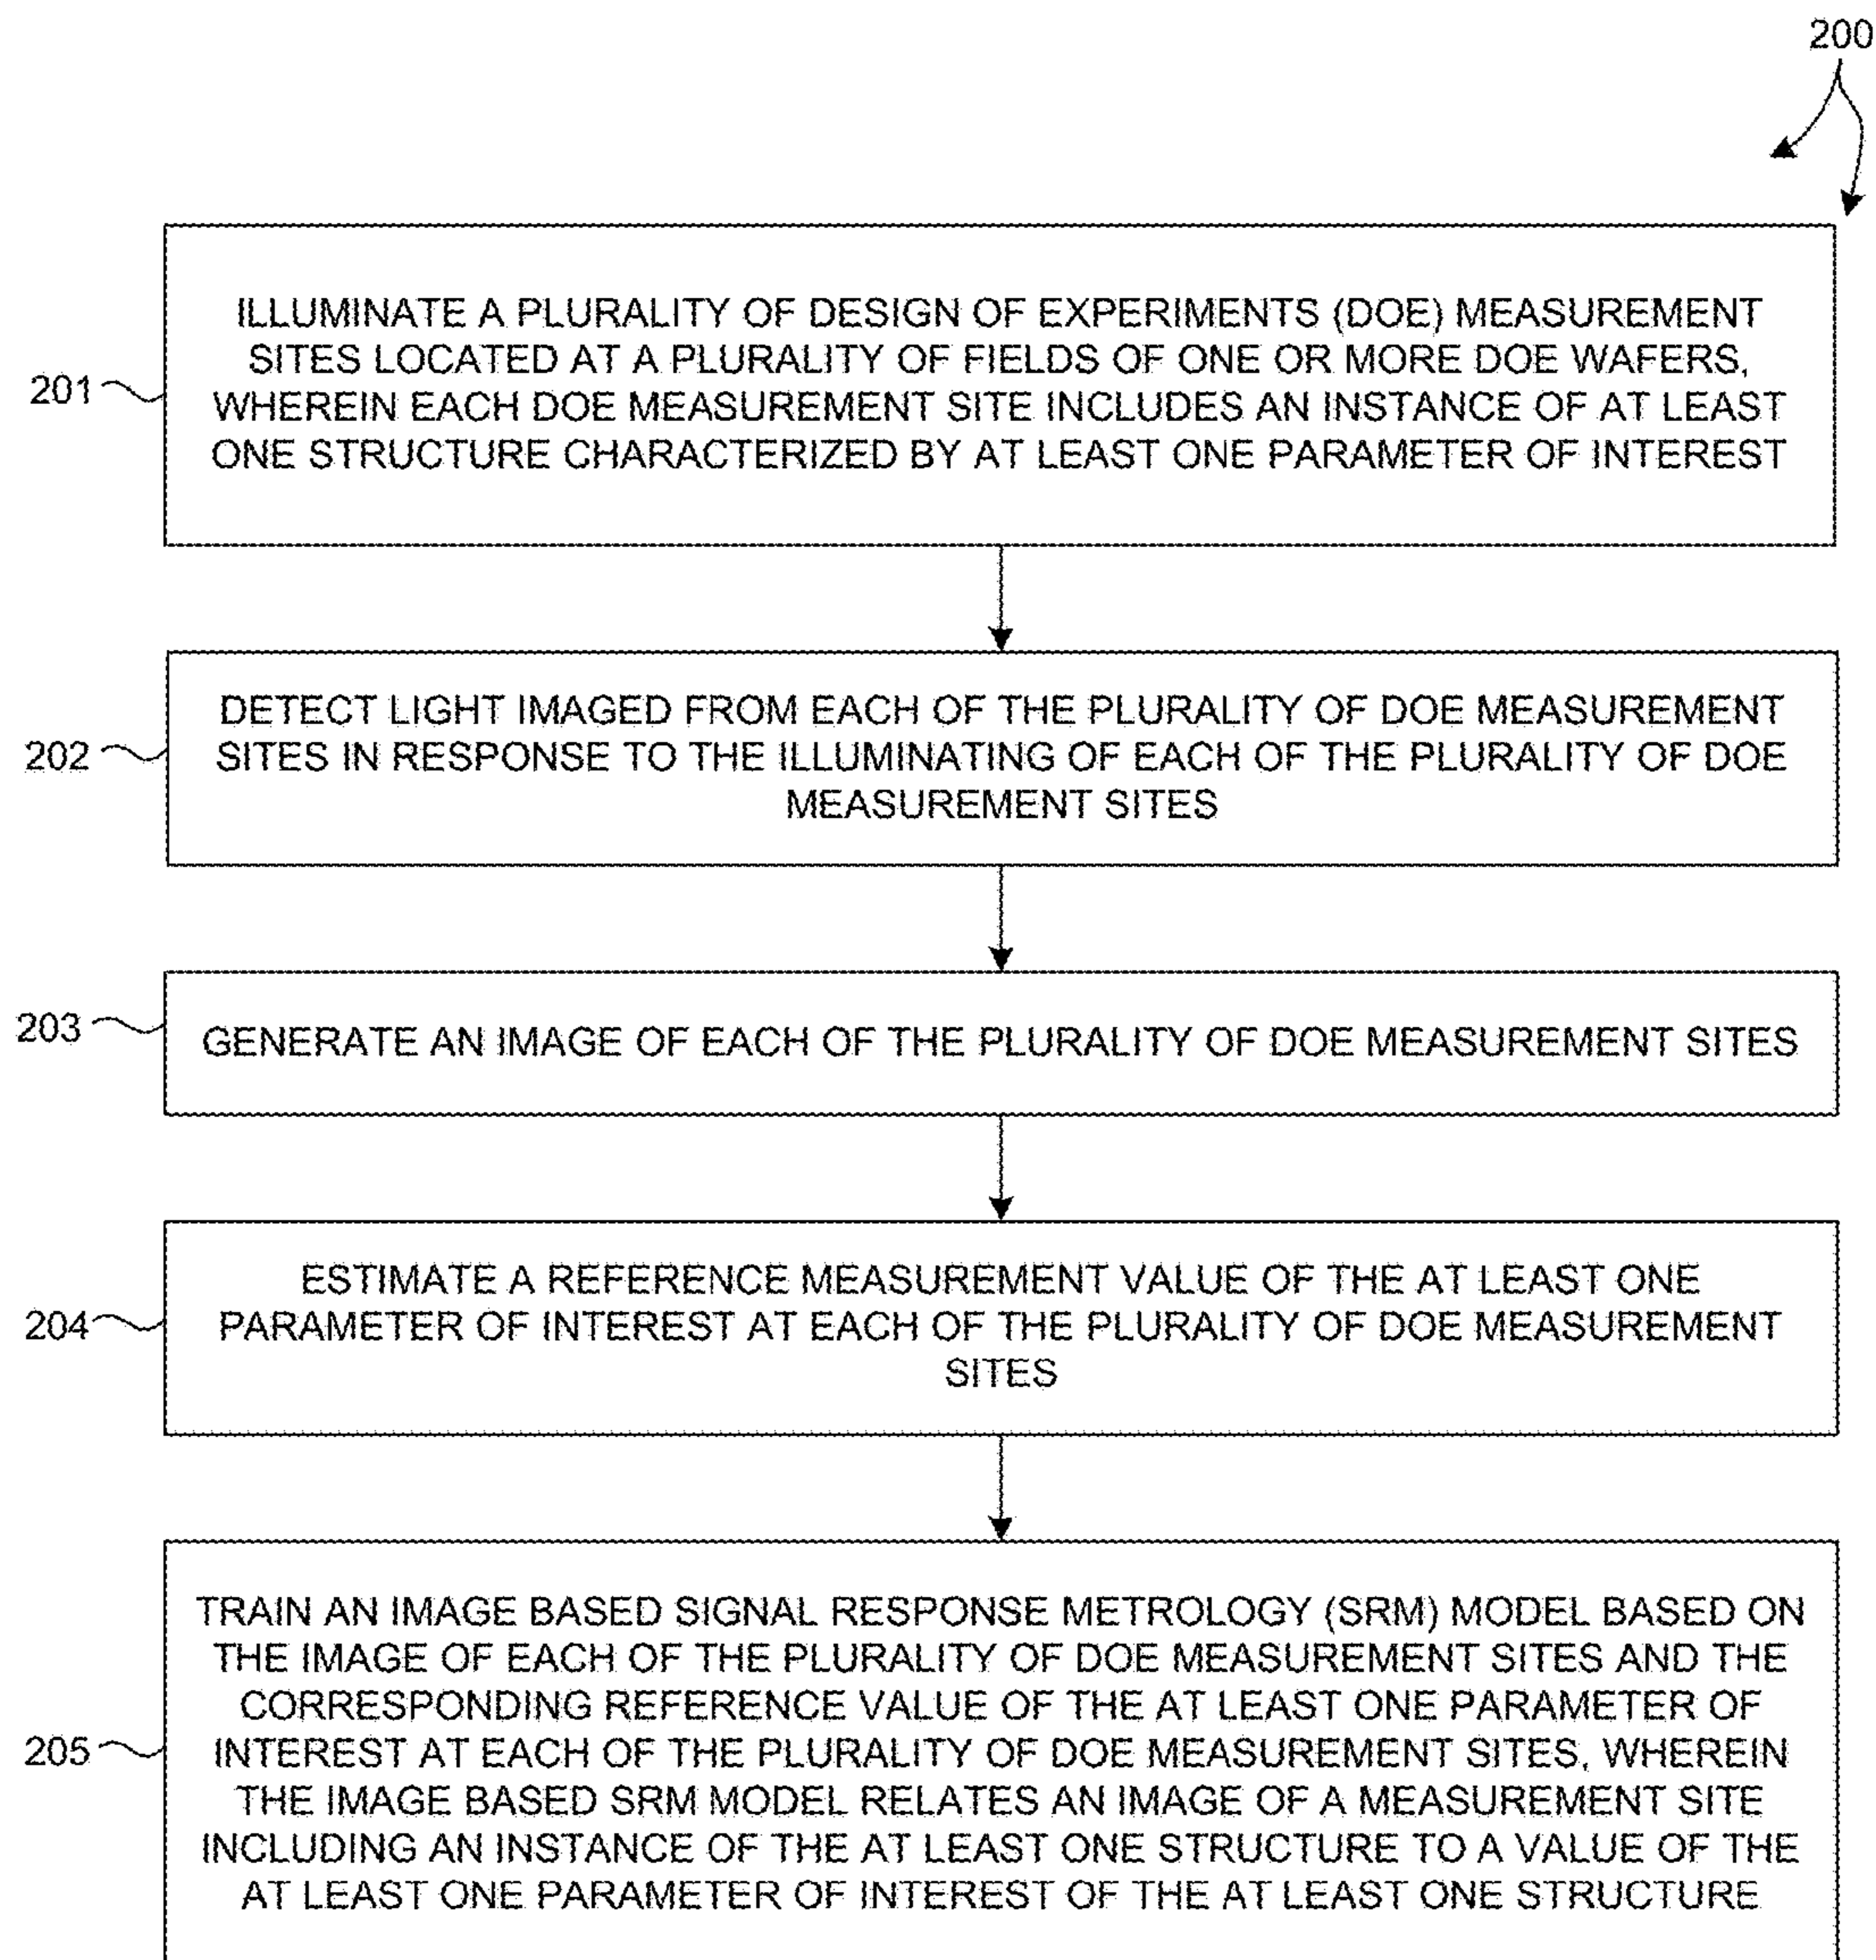 200
201
ILLUMINATE A PLURALITY OF DESIGN OF EXPERIMENTS (DOE) MEASUREMENT
SITES LOCATED AT A PLURALITY OF FIELDS OF ONE OR MORE DOE WAFERS,
WHEREIN EACH DOE MEASUREMENT SITE INCLUDES AN INSTANCE OF AT LEAST
ONE STRUCTURE CHARACTERIZED BY AT LEAST ONE PARAMETER OF INTEREST
202
DETECT LIGHT IMAGED FROM EACH OF THE PLURALITY OF DOE MEASUREMENT
SITES IN RESPONSE TO THE ILLUMINATING OF EACH OF THE PLURALITY OF DOE
MEASUREMENT SITES
203
GENERATE AN IMAGE OF EACH OF THE PLURALITY OF DOE MEASUREMENT SITES
204
ESTIMATE A REFERENCE MEASUREMENT VALUE OF THE AT LEAST ONE
PARAMETER OF INTEREST AT EACH OF THE PLURALITY OF DOE MEASUREMENT
SITES
205
TRAIN AN IMAGE BASED SIGNAL RESPONSE METROLOGY (SRM) MODEL BASED ON
THE IMAGE OF EACH OF THE PLURALITY OF DOE MEASUREMENT SITES AND THE
CORRESPONDING REFERENCE VALUE OF THE AT LEAST ONE PARAMETER OF
INTEREST AT EACH OF THE PLURALITY OF DOE MEASUREMENT SITES, WHEREIN
THE IMAGE BASED SRM MODEL RELATES AN IMAGE OF A MEASUREMENT SITE
INCLUDING AN INSTANCE OF THE AT LEAST ONE STRUCTURE TO A VALUE OF THE
AT LEAST ONE PARAMETER OF INTEREST OF THE AT LEAST ONE STRUCTURE